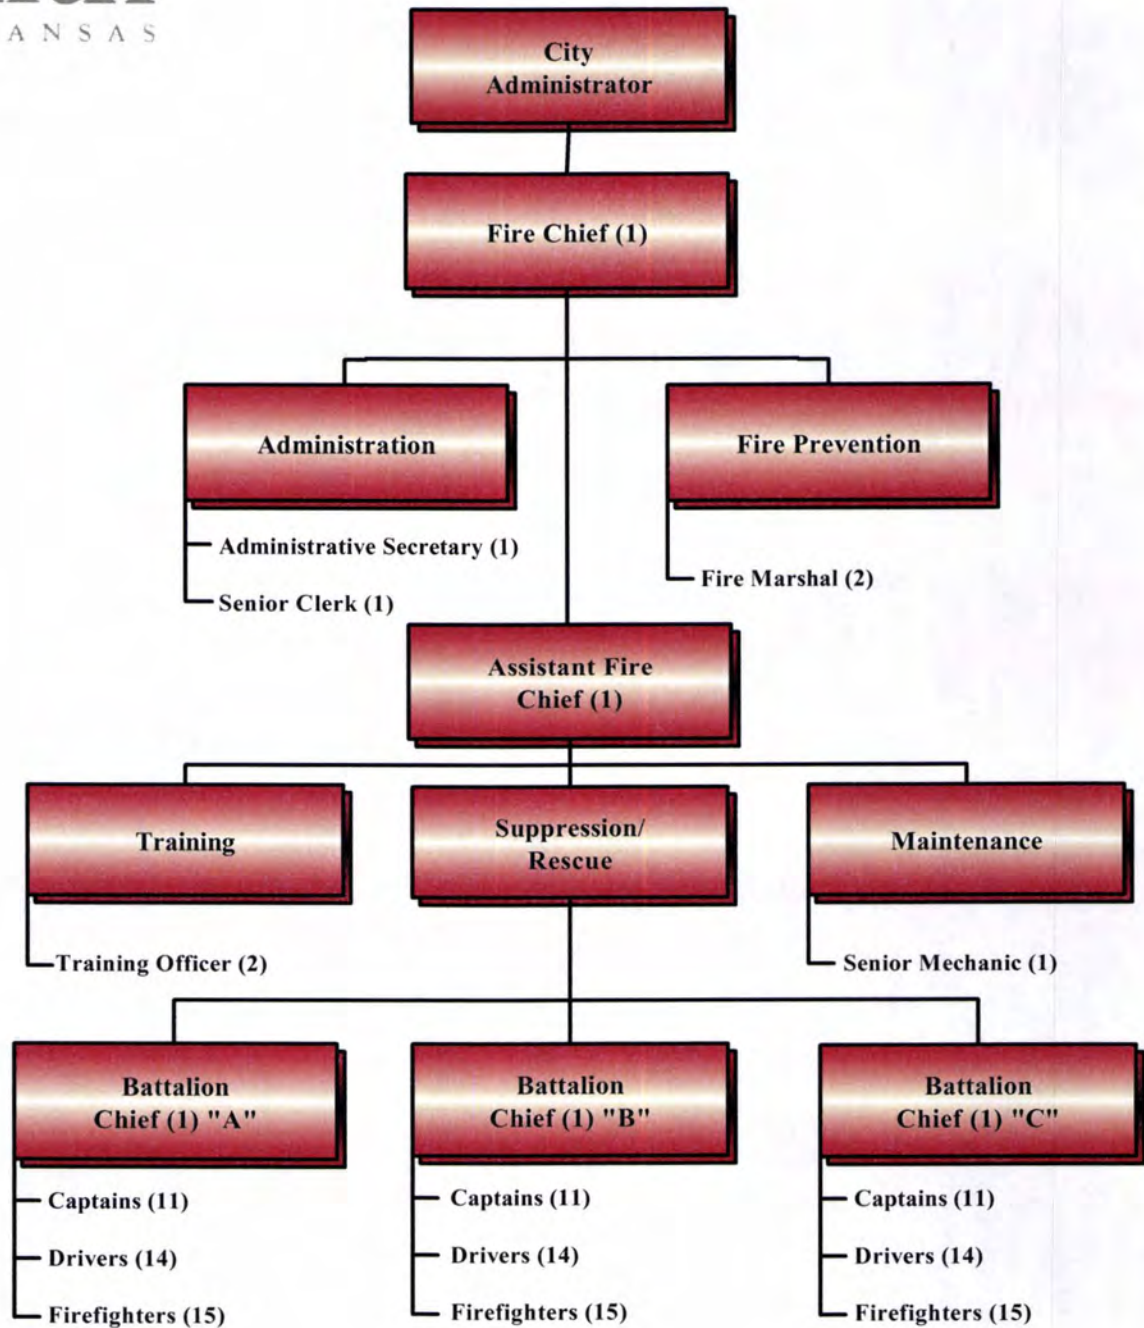 ANSAS
City
Administrator
Fire Chief (1)
Administration
Fire Prevention
Administrative Secretary (1)
Senior Clerk (1)
Fire Marshal (2)
Assistant Fire
Chief (1)
Training
Suppression/
Rescue
Maintenance
Training Officer (2)
Senior Mechanic (1)
Battalion
Chief (1) "A"
Captains (11)
Drivers (14)
Firefighters (15)
Battalion
Chief (1) "B"
Captains (11)
Drivers (14)
Firefighters (15)
Battalion
Chief (1) "C"
Captains (11)
Drivers (14)
Firefighters (15)